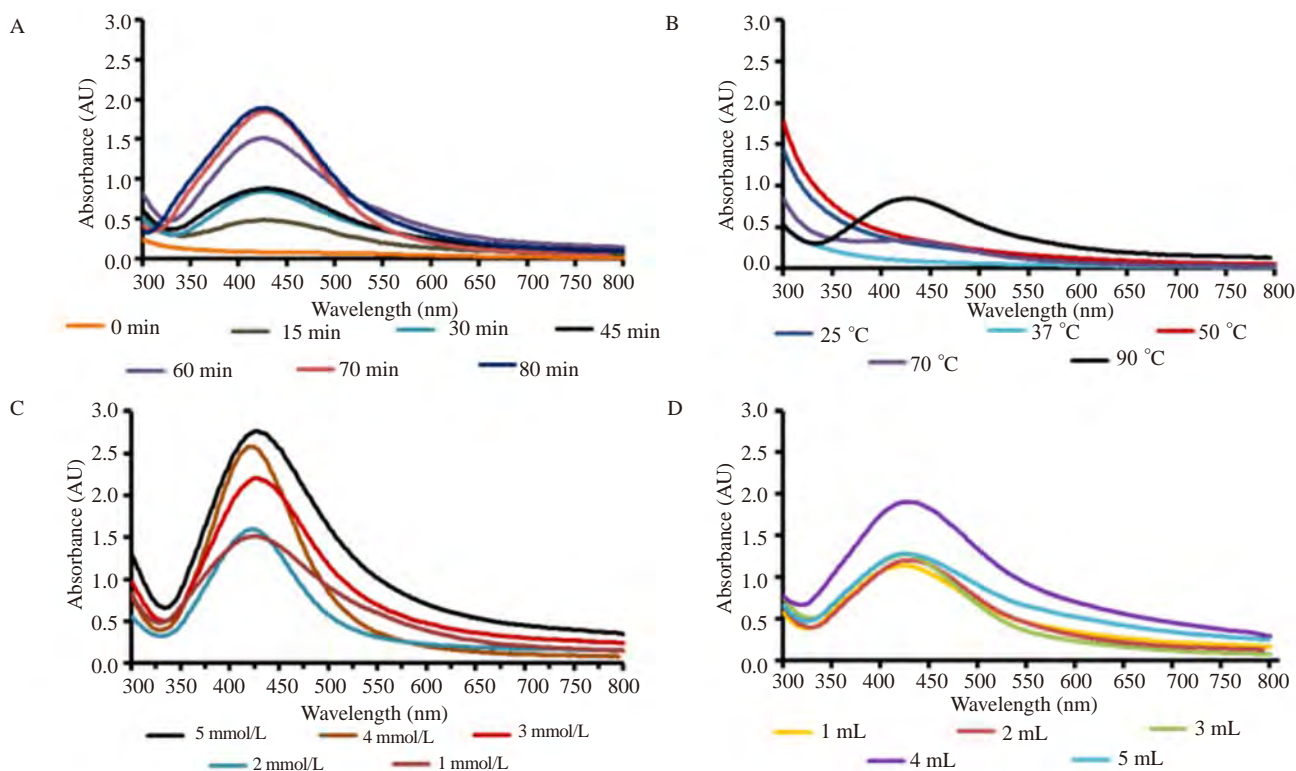 A
Absorbance (AU)
3.0
2.5
2.0
1.5
1.0
0.5
0.0
300 350 400 450 500 550 600 650 700 750 800
Wavelength (nm)
0 min 15 min 30 min 45 min
60 min 70 min 80 min
B
Absorbance (AU)
3.0
2.5
2.0
1.5
1.0
0.5
0.0
300 350 400 450 500 550 600 650 700 750 800
Wavelength (nm)
25 °C 37 °C 50 °C
70 °C 90 °C
C
Absorbance (AU)
3.0
2.5
2.0
1.5
1.0
0.5
0.0
300 350 400 450 500 550 600 650 700 750 800
Wavelength (nm)
5 mmol/L 4 mmol/L 3 mmol/L
2 mmol/L 1 mmol/L
D
Absorbance (AU)
3.0
2.5
2.0
1.5
1.0
0.5
0.0
300 350 400 450 500 550 600 650 700 750 800
Wavelength (nm)
1 mL 2 mL 3 mL
4 mL 5 mL